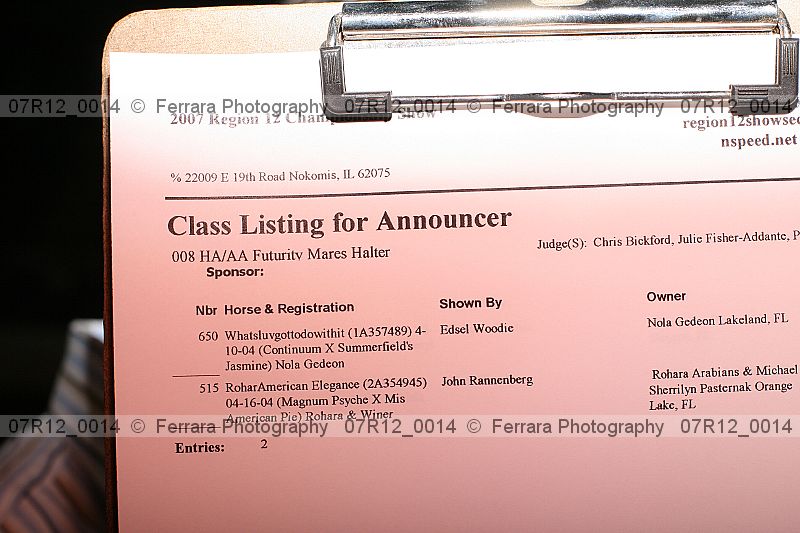 07R12_0014 © Ferrara Photography 07R12_0014 © Ferrara Photography 07R12_0014
2007 Region 12 Show
region12showsec
nspeed.net
% 22009 E 19th Road Nokomis, IL 62075
Class Listing for Announcer
008 HA/AA Futurity Mares Halter
Judge(S): Chris Bickford, Julie Fisher-Addante, P
Sponsor:
Nbr Horse & Registration Shown By Owner
650 Whatsluvgottodowithit (1A357489) 4- Edsel Woodie Nola Gedeon Lakeland, FL
10-04 (Continuum X Summerfield's
Jasmine) Nola Gedeon
515 RoharAmerican Elegance (2A354945) John Rannenberg Rohara Arabians & Michael
04-16-04 (Magnum Psyche X Mis Sherrilyn Pasternak Orange
American Pie) Rohara & Winer Lake, FL
07R12_0014 © Ferrara Photography 07R12_0014 © Ferrara Photography 07R12_0014
Entries: 2